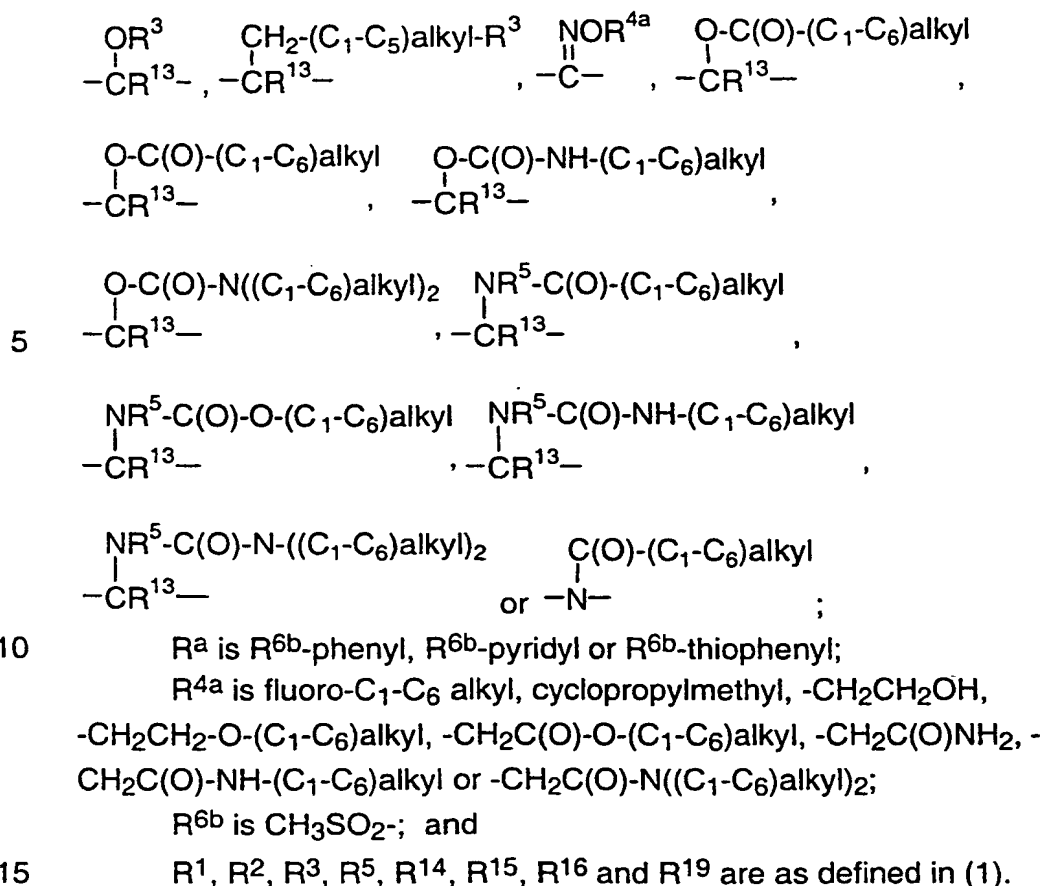 OR³ CH₂-(C₁-C₅)alkyl-R³ NOR⁴ᵃ O-C(O)-(C₁-C₆)alkyl
–CR¹³– , –CR¹³– , –C– , –CR¹³– ,
O-C(O)-(C₁-C₆)alkyl O-C(O)-NH-(C₁-C₆)alkyl
–CR¹³– , –CR¹³– ,
O-C(O)-N((C₁-C₆)alkyl)₂ NR⁵-C(O)-(C₁-C₆)alkyl
5 –CR¹³– , –CR¹³– ,
NR⁵-C(O)-O-(C₁-C₆)alkyl NR⁵-C(O)-NH-(C₁-C₆)alkyl
–CR¹³– , –CR¹³– ,
NR⁵-C(O)-N-((C₁-C₆)alkyl)₂ C(O)-(C₁-C₆)alkyl
–CR¹³– or –N– ;
10 Rᵃ is R⁶ᵇ-phenyl, R⁶ᵇ-pyridyl or R⁶ᵇ-thiophenyl;
R⁴ᵃ is fluoro-C₁-C₆ alkyl, cyclopropylmethyl, -CH₂CH₂OH,
-CH₂CH₂-O-(C₁-C₆)alkyl, -CH₂C(O)-O-(C₁-C₆)alkyl, -CH₂C(O)NH₂, -
CH₂C(O)-NH-(C₁-C₆)alkyl or -CH₂C(O)-N((C₁-C₆)alkyl)₂;
R⁶ᵇ is CH₃SO₂-; and
15 R¹, R², R³, R⁵, R¹⁴, R¹⁵, R¹⁶ and R¹⁹ are as defined in (1).